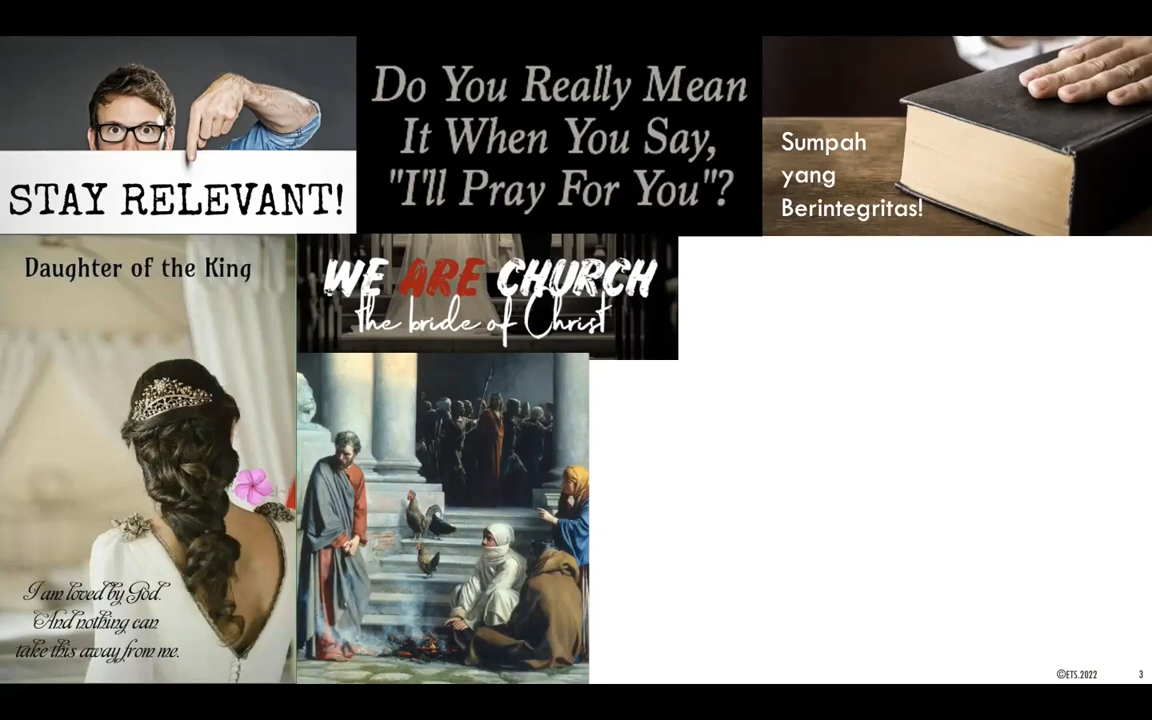 STAY RELEVANT!
Do You Really Mean
It When You Say,
"I'll Pray For You"?
Sumpah
yang
Berintegritas!
Daughter of the King
I am loved by God.
And nothing can
take this away from me.
WE ARE CHURCH
the bride of Christ
©ETS.2022
3